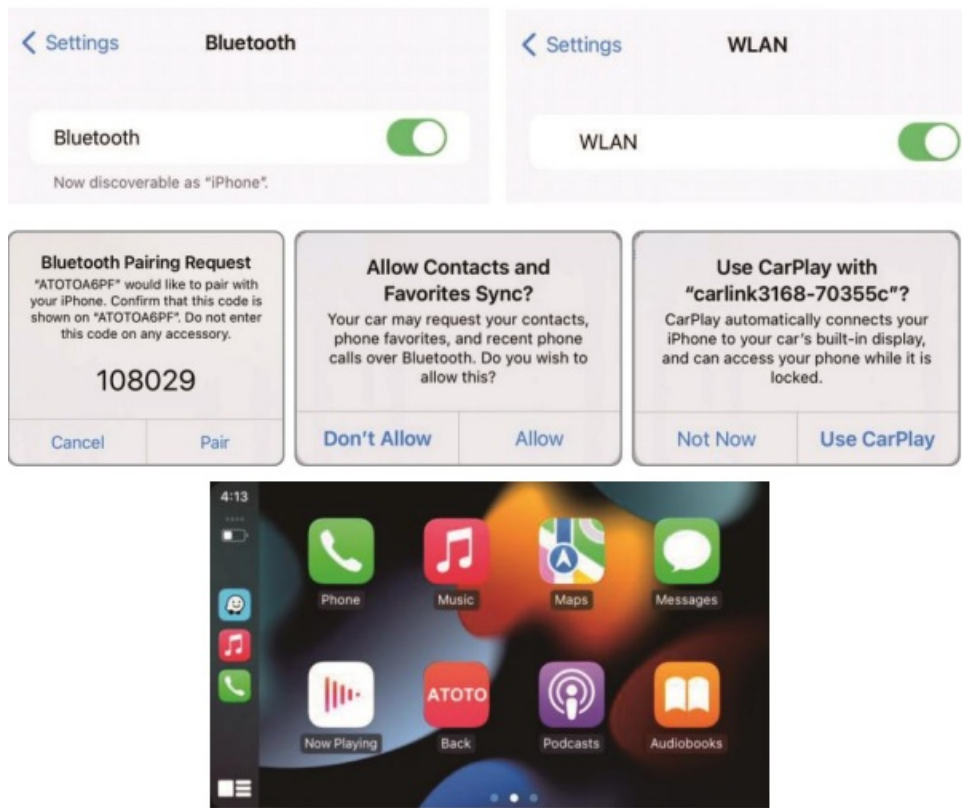 Settings
Bluetooth
Bluetooth
Now discoverable as “iPhone”.
Settings
WLAN
WLAN
Bluetooth Pairing Request
“ATOTOA6PF” would like to pair with
your iPhone. Confirm that this code is
shown on “ATOTOA6PF”. Do not enter
this code on any accessory.
108029
Cancel
Pair
Allow Contacts and
Favorites Sync?
Your car may request your contacts,
phone favorites, and recent phone
calls over Bluetooth. Do you wish to
allow this?
Don’t Allow
Allow
Use CarPlay with
“carlink3168-70355c”?
CarPlay automatically connects your
iPhone to your car’s built-in display,
and can access your phone while it is
locked.
Not Now
Use CarPlay
4:13
Phone
Music
Maps
Messages
Now Playing
ATOTO
Back
Podcasts
Audiobooks